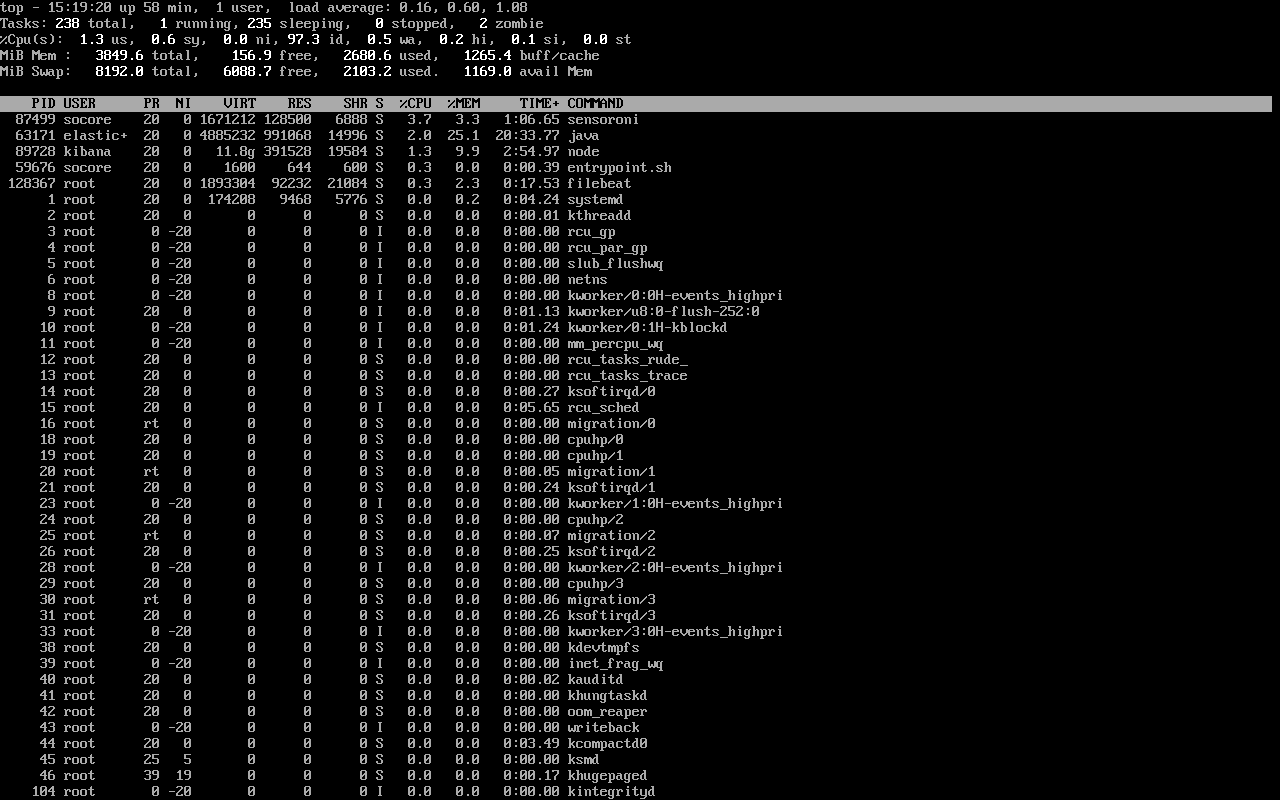 top - 15:19:20 up 58 min,  1 user,  load average: 0.16, 0.60, 1.08
Tasks: 238 total,   1 running, 235 sleeping,   0 stopped,   2 zombie
%Cpu(s):  1.3 us,  0.6 sy,  0.0 ni, 97.3 id,  0.5 wa,  0.2 hi,  0.1 si,  0.0 st
MiB Mem :   3849.6 total,    156.9 free,   2680.6 used,   1265.4 buff/cache
MiB Swap:   8192.0 total,   6088.7 free,   2103.2 used.   1169.0 avail Mem
    PID USER      PR  NI    VIRT    RES    SHR S  %CPU  %MEM     TIME+ COMMAND
  87499 socore    20   0 1671212 128500   6888 S   3.7   3.3   1:06.65 sensoroni
  63171 elastic+  20   0 4885232 991068  14996 S   2.0  25.1  20:33.77 java
  89728 kibana    20   0   11.8g 391528  19584 S   1.3   9.9   2:54.97 node
  59676 socore    20   0    1600    644    600 S   0.3   0.0   0:00.39 entrypoint.sh
 128367 root      20   0 1893304  92232  21084 S   0.3   2.3   0:17.53 filebeat
      1 root      20   0  174208   9468   5776 S   0.0   0.2   0:04.24 systemd
      2 root      20   0       0      0      0 S   0.0   0.0   0:00.01 kthreadd
      3 root       0 -20       0      0      0 I   0.0   0.0   0:00.00 rcu_gp
      4 root       0 -20       0      0      0 I   0.0   0.0   0:00.00 rcu_par_gp
      5 root       0 -20       0      0      0 I   0.0   0.0   0:00.00 slub_flushwq
      6 root       0 -20       0      0      0 I   0.0   0.0   0:00.00 netns
      8 root       0 -20       0      0      0 I   0.0   0.0   0:00.00 kworker/0:0H-events_highpri
      9 root      20   0       0      0      0 I   0.0   0.0   0:01.13 kworker/u8:0-flush-252:0
     10 root       0 -20       0      0      0 I   0.0   0.0   0:01.24 kworker/0:1H-kblockd
     11 root       0 -20       0      0      0 I   0.0   0.0   0:00.00 mm_percpu_wq
     12 root      20   0       0      0      0 S   0.0   0.0   0:00.00 rcu_tasks_rude_
     13 root      20   0       0      0      0 S   0.0   0.0   0:00.00 rcu_tasks_trace
     14 root      20   0       0      0      0 S   0.0   0.0   0:00.27 ksoftirqd/0
     15 root      20   0       0      0      0 I   0.0   0.0   0:05.65 rcu_sched
     16 root      rt   0       0      0      0 S   0.0   0.0   0:00.00 migration/0
     18 root      20   0       0      0      0 S   0.0   0.0   0:00.00 cpuhp/0
     19 root      20   0       0      0      0 S   0.0   0.0   0:00.00 cpuhp/1
     20 root      rt   0       0      0      0 S   0.0   0.0   0:00.05 migration/1
     21 root      20   0       0      0      0 S   0.0   0.0   0:00.24 ksoftirqd/1
     23 root       0 -20       0      0      0 I   0.0   0.0   0:00.00 kworker/1:0H-events_highpri
     24 root      20   0       0      0      0 S   0.0   0.0   0:00.00 cpuhp/2
     25 root      rt   0       0      0      0 S   0.0   0.0   0:00.07 migration/2
     26 root      20   0       0      0      0 S   0.0   0.0   0:00.25 ksoftirqd/2
     28 root       0 -20       0      0      0 I   0.0   0.0   0:00.00 kworker/2:0H-events_highpri
     29 root      20   0       0      0      0 S   0.0   0.0   0:00.00 cpuhp/3
     30 root      rt   0       0      0      0 S   0.0   0.0   0:00.06 migration/3
     31 root      20   0       0      0      0 S   0.0   0.0   0:00.26 ksoftirqd/3
     33 root       0 -20       0      0      0 I   0.0   0.0   0:00.00 kworker/3:0H-events_highpri
     38 root      20   0       0      0      0 S   0.0   0.0   0:00.00 kdevtmpfs
     39 root       0 -20       0      0      0 I   0.0   0.0   0:00.00 inet_frag_wq
     40 root      20   0       0      0      0 S   0.0   0.0   0:00.02 kauditd
     41 root      20   0       0      0      0 S   0.0   0.0   0:00.00 khungtaskd
     42 root      20   0       0      0      0 S   0.0   0.0   0:00.00 oom_reaper
     43 root       0 -20       0      0      0 I   0.0   0.0   0:00.00 writeback
     44 root      20   0       0      0      0 S   0.0   0.0   0:03.49 kcompactd0
     45 root      25   5       0      0      0 S   0.0   0.0   0:00.00 ksmd
     46 root      39  19       0      0      0 S   0.0   0.0   0:00.17 khugepaged
    104 root       0 -20       0      0      0 I   0.0   0.0   0:00.00 kintegrityd